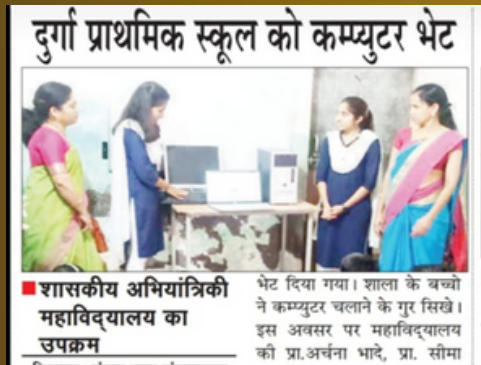 दुर्गा प्राथमिक स्कूल को कम्प्युटर भेट
शासकीय अभियांत्रिकी
महाविद्यालय का
उपक्रम
भेट दिया गया। शाला के बच्चो
ने कम्प्युटर चलाने के गुर सिखे।
इस अवसर पर महाविद्यालय
की प्रा.अर्चना भादे, प्रा. सीमा